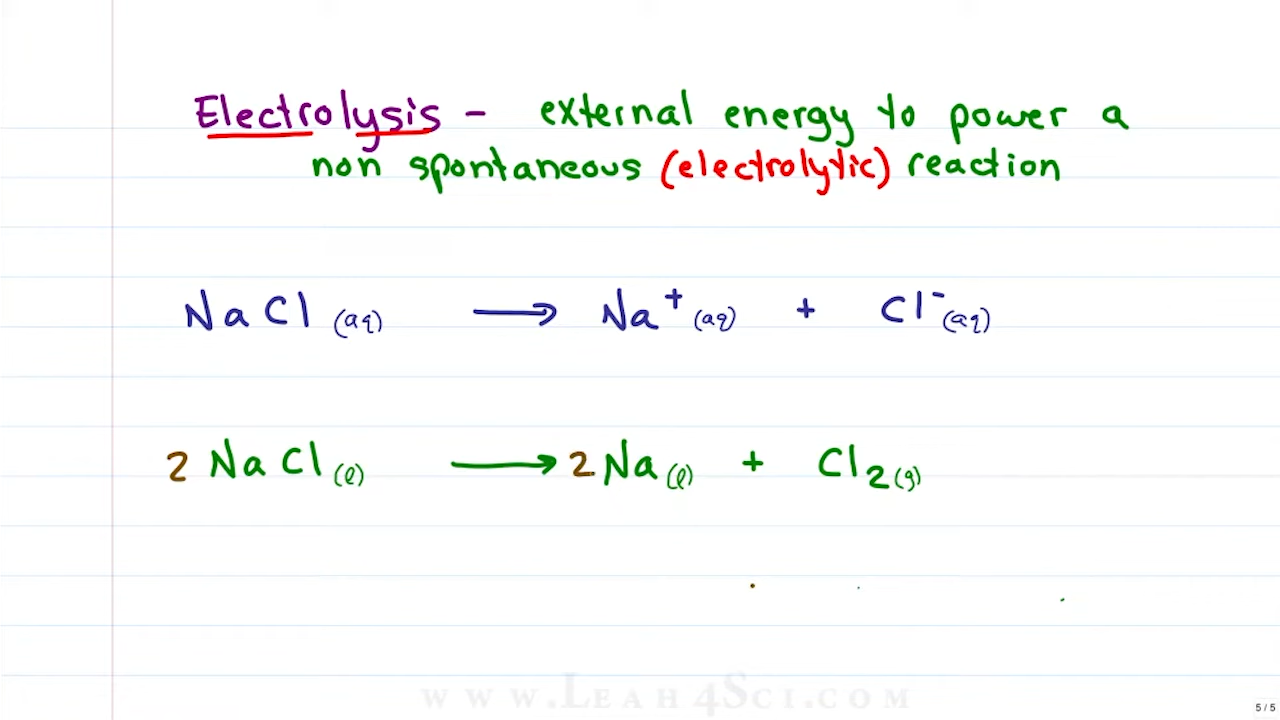 Electrolysis - external energy to power a
non spontaneous (electrolytic) reaction
NaCl (aq) → Na⁺ (aq) + Cl⁻ (aq)
2 NaCl (l) → 2 Na (l) + Cl₂ (g)
www.Leah4Sci.com
5 / 5